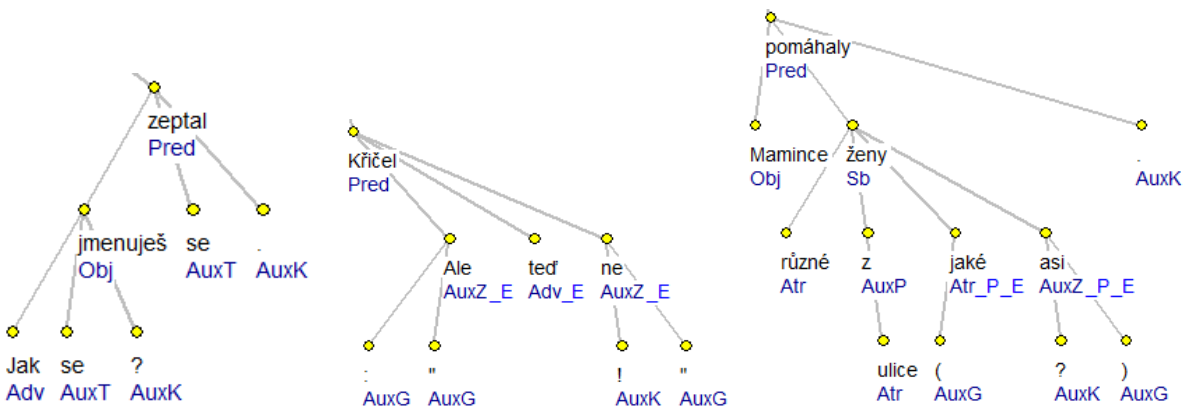 zeptal
Pred
jmenuješ se .
Obj AuxT AuxK
Jak se ?
Adv AuxT AuxK
Křičel
Pred
Ale teď ne
AuxZ_E Adv_E AuxZ_E
: " ! "
AuxG AuxG AuxK AuxG
pomáhaly
Pred
Mamince ženy .
Obj Sb AuxK
různé z jaké asi
Atr AuxP Atr_P_E AuxZ_P_E
ulice ( ? )
Atr AuxG AuxK AuxG